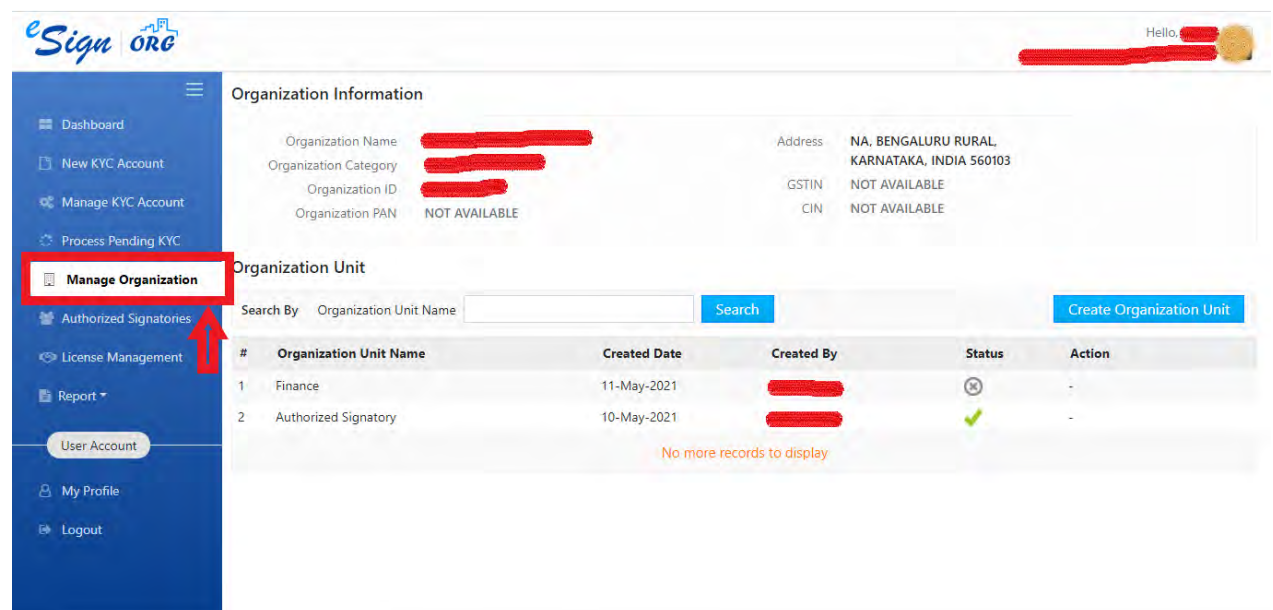 eSign ORG
Hello,
Dashboard
New KYC Account
Manage KYC Account
Process Pending KYC
Manage Organization
Authorized Signatories
License Management
Report
User Account
My Profile
Logout
Organization Information
Organization Name
Organization Category
Organization ID
Organization PAN NOT AVAILABLE
Address NA, BENGALURU RURAL,
KARNATAKA, INDIA 560103
GSTIN NOT AVAILABLE
CIN NOT AVAILABLE
Organization Unit
Search By Organization Unit Name Search Create Organization Unit
# Organization Unit Name Created Date Created By Status Action
1 Finance 11-May-2021 -
2 Authorized Signatory 10-May-2021 -
No more records to display